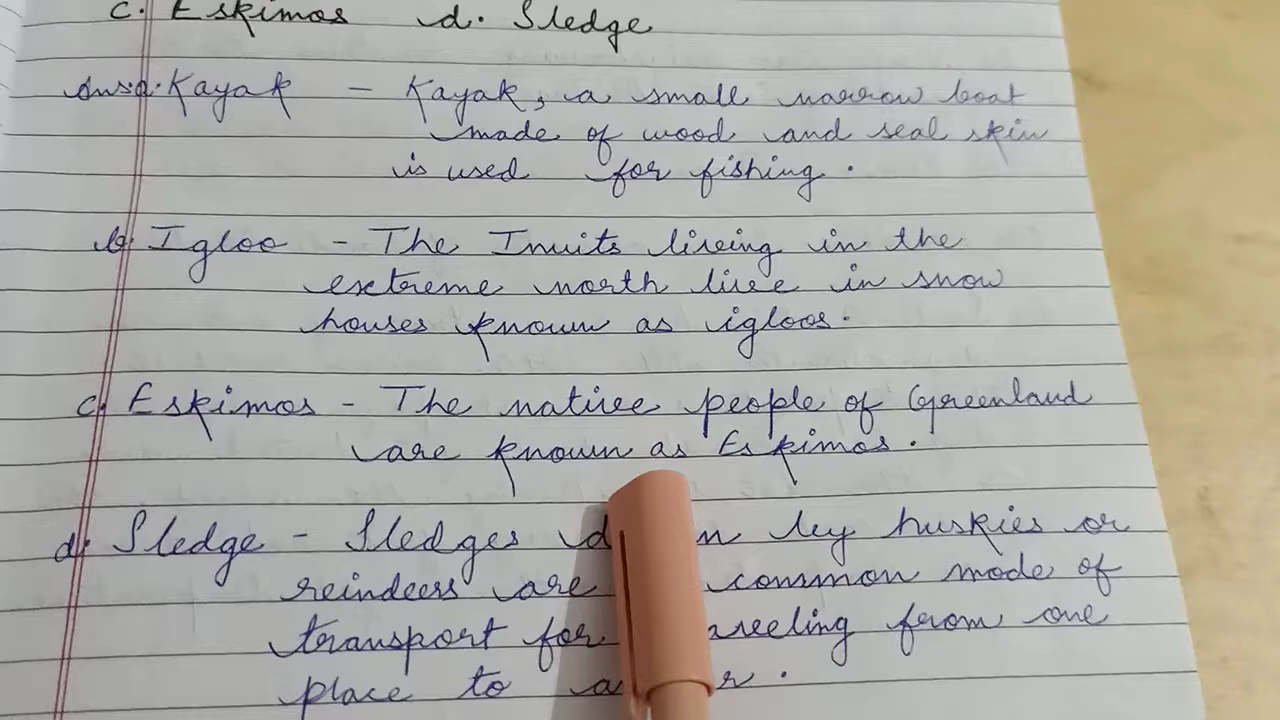 c. Eskimos d. Sledge
Ans a. Kayak - Kayak, a small narrow boat
made of wood and seal skin
is used for fishing.
b. Igloo - The Inuits living in the
extreme north live in snow
houses known as igloos.
c. Eskimos - The native people of Greenland
are known as Eskimos.
d. Sledge - Sledges by huskies or
reindeers are common mode of
transport for from one
place to